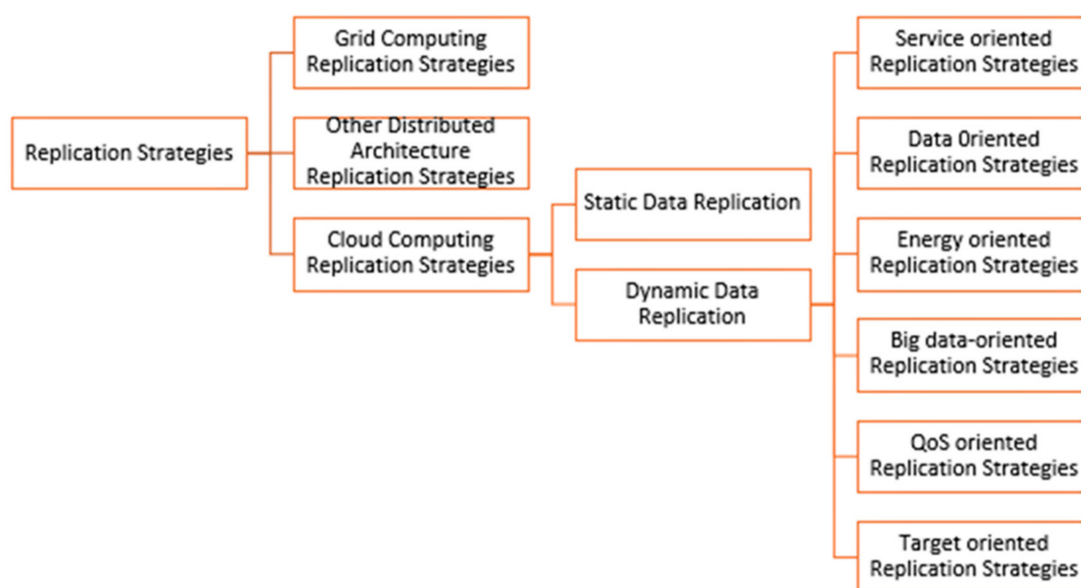 Replication Strategies
Grid Computing
Replication Strategies
Other Distributed
Architecture
Replication Strategies
Cloud Computing
Replication Strategies
Static Data Replication
Dynamic Data
Replication
Service oriented
Replication Strategies
Data 0riented
Replication Strategies
Energy oriented
Replication Strategies
Big data-oriented
Replication Strategies
QoS oriented
Replication Strategies
Target oriented
Replication Strategies